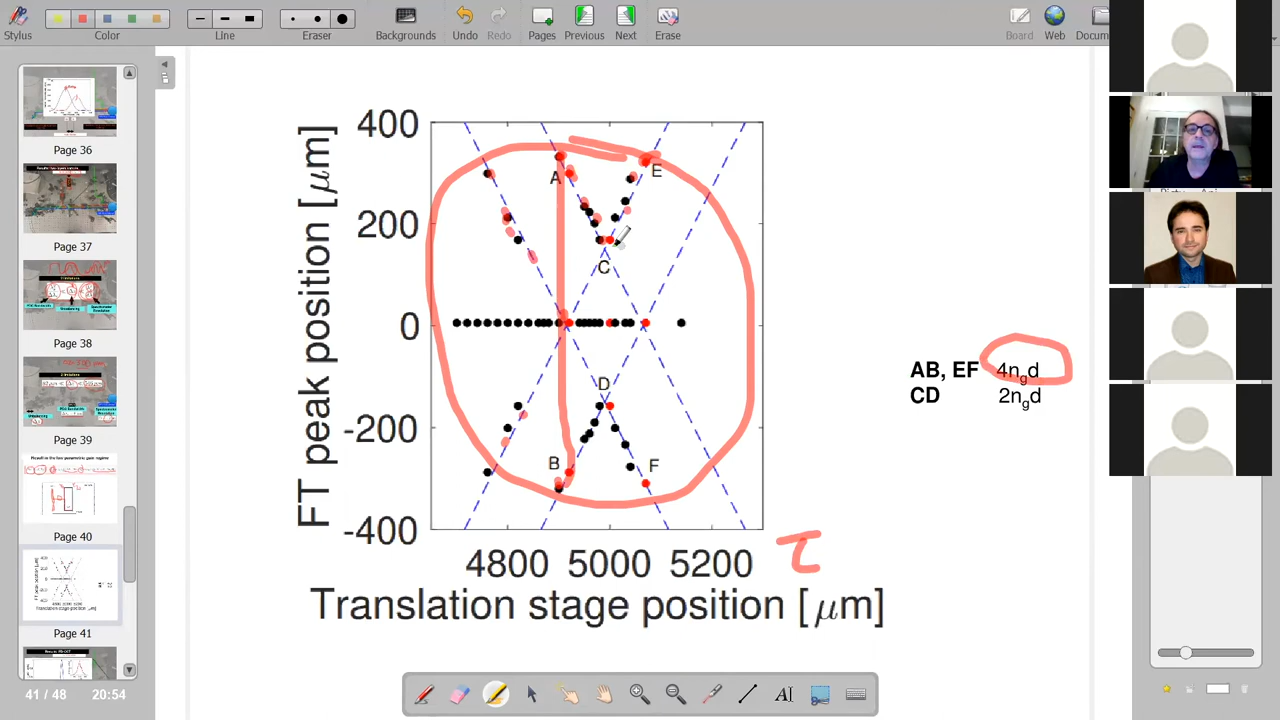 Stylus
Color
Line
Eraser
Backgrounds
Undo
Redo
Pages
Previous
Next
Erase
Board
Web
Docum
Page 36
Page 37
Page 38
Page 39
Page 40
Page 41
41 / 48
20:54
FT peak position [μm]
400
200
0
-200
-400
A
E
C
D
B
F
4800 5000 5200
τ
Translation stage position [μm]
AB, EF 4ngd
CD 2ngd